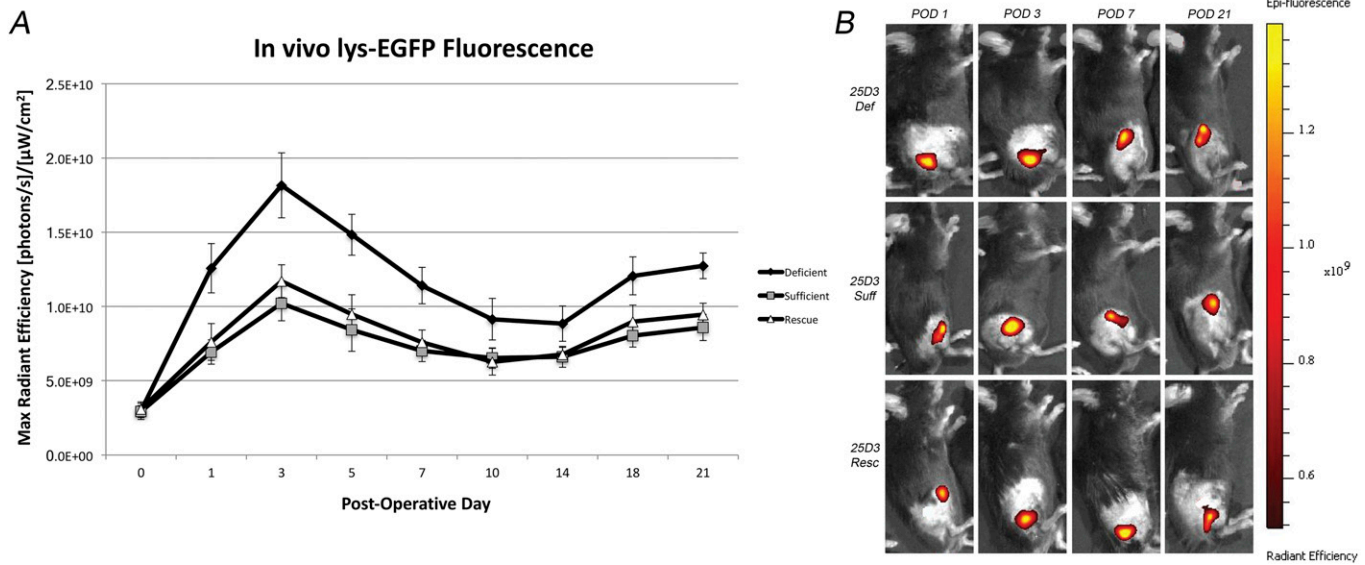 A
In vivo lys-EGFP Fluorescence
Max Radiant Efficiency [photons/s]/[µW/cm²]
2.5E+10
2.0E+10
1.5E+10
1.0E+10
5.0E+09
0.0E+00
0 1 3 5 7 10 14 18 21
Post-Operative Day
Deficient
Sufficient
Rescue
B
POD 1 POD 3 POD 7 POD 21
25D3
Def
25D3
Suff
25D3
Resc
Epi-fluorescence
1.2
1.0
x10⁹
0.8
0.6
Radiant Efficiency